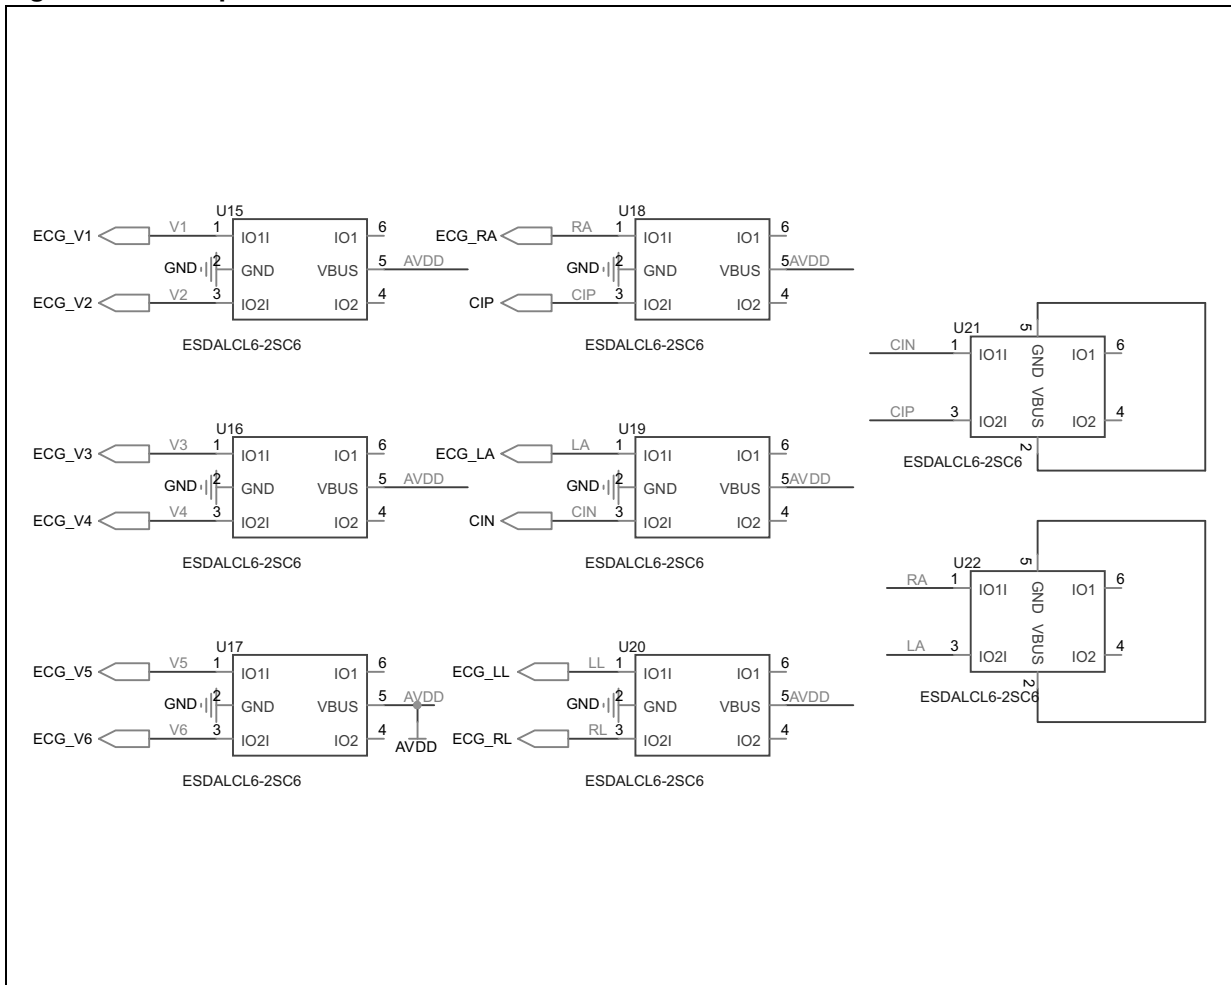 U15
ECG_V1 V1 1 IO1I IO1 6
GND 2 GND VBUS 5 AVDD
ECG_V2 V2 3 IO2I IO2 4
ESDALCL6-2SC6
U18
ECG_RA RA 1 IO1I IO1 6
GND 2 GND VBUS 5 AVDD
CIP CIP 3 IO2I IO2 4
ESDALCL6-2SC6
U21
5
CIN 1 IO1I GND IO1 6
CIP 3 IO2I VBUS IO2 4
2
ESDALCL6-2SC6
U16
ECG_V3 V3 1 IO1I IO1 6
GND 2 GND VBUS 5 AVDD
ECG_V4 V4 3 IO2I IO2 4
ESDALCL6-2SC6
U19
ECG_LA LA 1 IO1I IO1 6
GND 2 GND VBUS 5 AVDD
CIN CIN 3 IO2I IO2 4
ESDALCL6-2SC6
U22
5
RA 1 IO1I GND IO1 6
LA 3 IO2I VBUS IO2 4
2
ESDALCL6-2SC6
U17
ECG_V5 V5 1 IO1I IO1 6
GND 2 GND VBUS 5 AVDD
ECG_V6 V6 3 IO2I IO2 4
AVDD
ESDALCL6-2SC6
U20
ECG_LL LL 1 IO1I IO1 6
GND 2 GND VBUS 5 AVDD
ECG_RL RL 3 IO2I IO2 4
ESDALCL6-2SC6